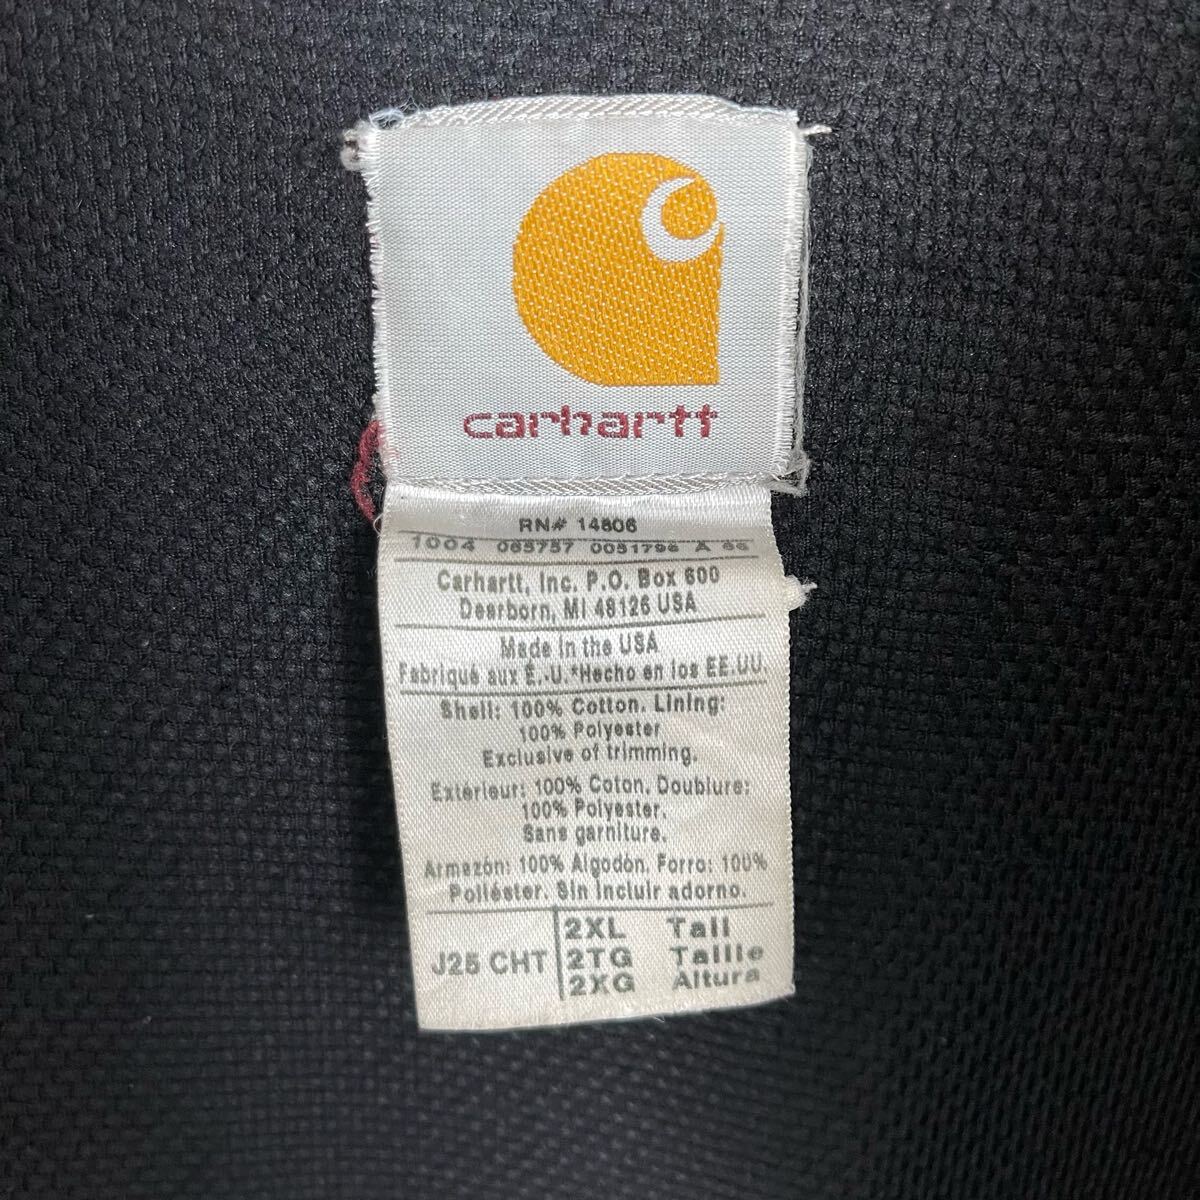 carhartt
RN# 14806
1004 065757 0051796 A 66
Carhartt, Inc. P.O. Box 600
Dearborn, MI 48126 USA
Made in the USA
Fabriqué aux É.-U.*Hecho en los EE.UU.
Shell: 100% Cotton. Lining:
100% Polyester
Exclusive of trimming.
Extérieur: 100% Coton. Doublure:
100% Polyester.
Sans garniture.
Armazón: 100% Algodón. Forro: 100%
Poliéster. Sin incluir adorno.
J25 CHT
2XL Tall
2TG Taille
2XG Altura